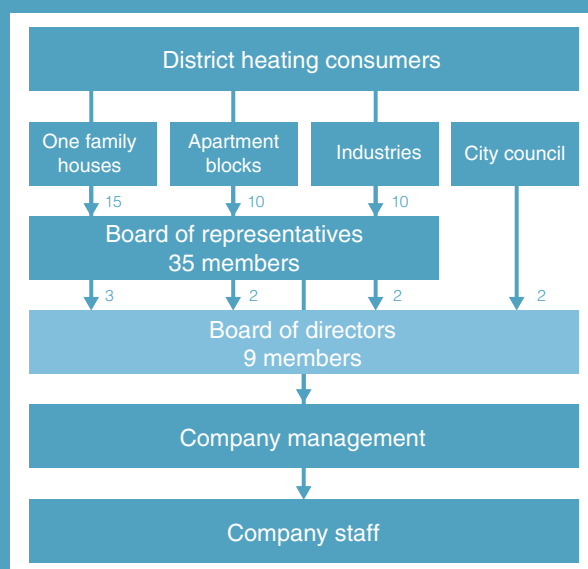 District heating consumers
One family
houses
Apartment
blocks
Industries
City council
15
10
10
Board of representatives
35 members
3
2
2
2
Board of directors
9 members
Company management
Company staff